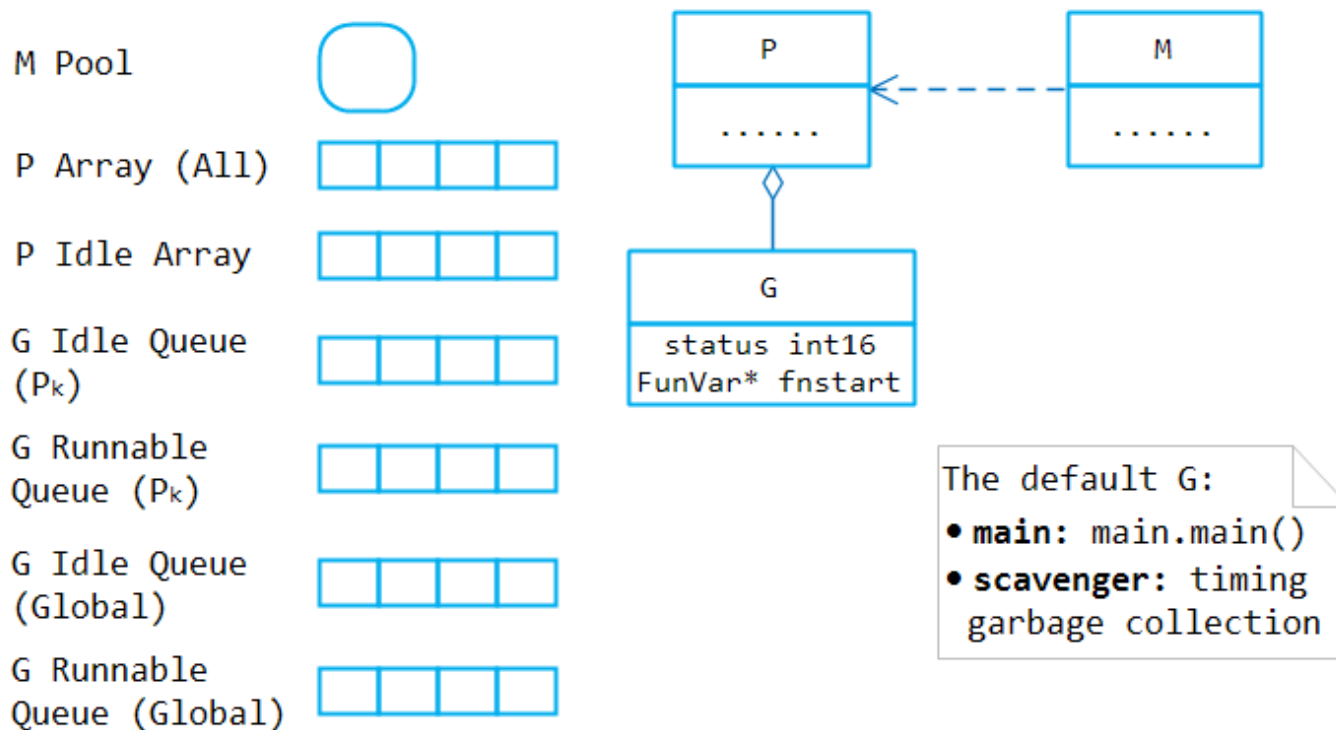 M Pool
P Array (All)
P Idle Array
G Idle Queue
(Pk)
G Runnable
Queue (Pk)
G Idle Queue
(Global)
G Runnable
Queue (Global)
P
......
M
......
G
status int16
FunVar* fnstart
The default G:
• main: main.main()
• scavenger: timing
garbage collection